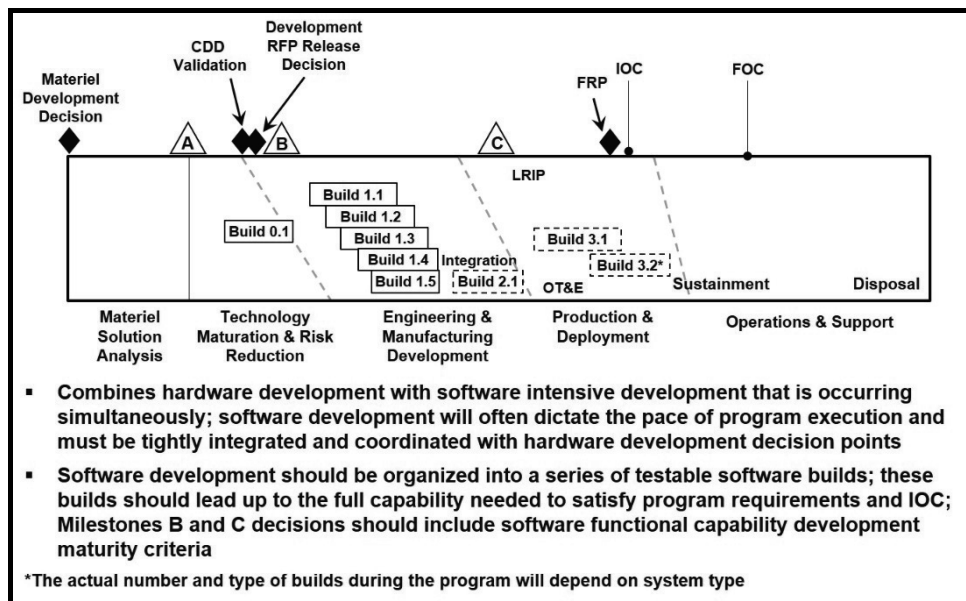 Materiel
Development
Decision
CDD
Validation
Development
RFP Release
Decision
FRP
IOC
FOC
A
B
C
LRIP
Build 1.1
Build 1.2
Build 0.1
Build 1.3
Build 3.1
Build 1.4
Integration
Build 3.2*
Build 1.5
Build 2.1
OT&E
Sustainment
Disposal
Materiel
Solution
Analysis
Technology
Maturation & Risk
Reduction
Engineering &
Manufacturing
Development
Production &
Deployment
Operations & Support
▪ Combines hardware development with software intensive development that is occurring
simultaneously; software development will often dictate the pace of program execution and
must be tightly integrated and coordinated with hardware development decision points
▪ Software development should be organized into a series of testable software builds; these
builds should lead up to the full capability needed to satisfy program requirements and IOC;
Milestones B and C decisions should include software functional capability development
maturity criteria
*The actual number and type of builds during the program will depend on system type